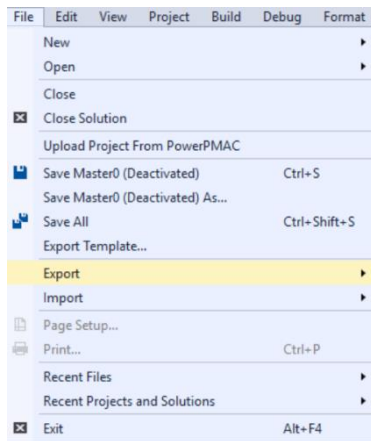 File Edit View Project Build Debug Format
New
Open
Close
Close Solution
Upload Project From PowerPMAC
Save Master0 (Deactivated) Ctrl+S
Save Master0 (Deactivated) As...
Save All Ctrl+Shift+S
Export Template...
Export
Import
Page Setup...
Print... Ctrl+P
Recent Files
Recent Projects and Solutions
Exit Alt+F4